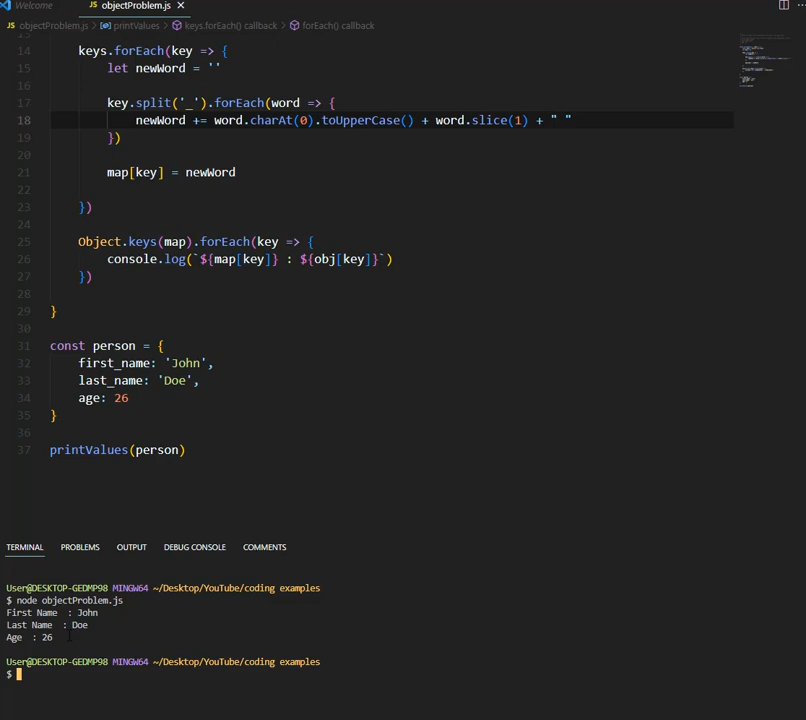 Welcome
JS objectProblem.js
JS objectProblem.js > printValues > keys.forEach() callback > forEach() callback
14 keys.forEach(key => {
15 let newWord = ''
16
17 key.split('_').forEach(word => {
18 newWord += word.charAt(0).toUpperCase() + word.slice(1) + " "
19 })
20
21 map[key] = newWord
22
23 })
24
25 Object.keys(map).forEach(key => {
26 console.log(`${map[key]} : ${obj[key]}`)
27 })
28
29 }
30
31 const person = {
32 first_name: 'John',
33 last_name: 'Doe',
34 age: 26
35 }
36
37 printValues(person)
TERMINAL PROBLEMS OUTPUT DEBUG CONSOLE COMMENTS
User@DESKTOP-GEDMP98 MINGW64 ~/Desktop/YouTube/coding examples
$ node objectProblem.js
First Name  : John
Last Name  : Doe
Age  : 26
User@DESKTOP-GEDMP98 MINGW64 ~/Desktop/YouTube/coding examples
$